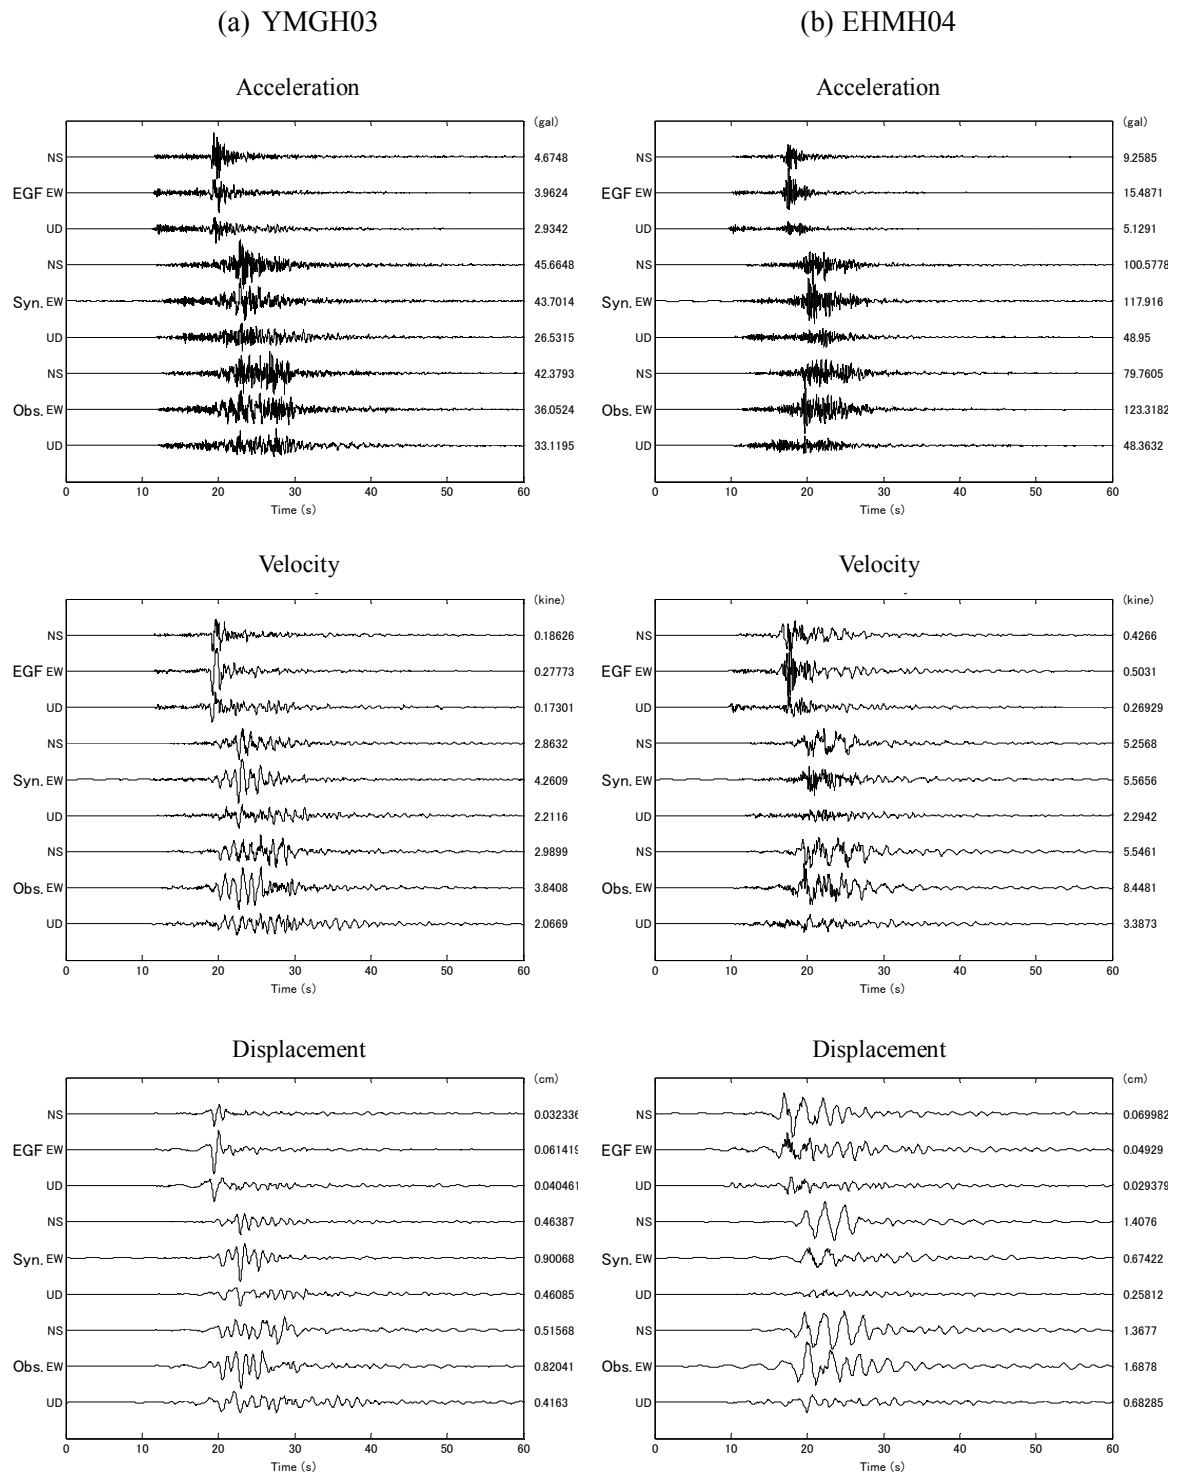 (a) YMGH03
Acceleration
(gal)
NS 4.6748
EGF EW 3.9624
UD 2.9342
NS 45.6648
Syn. EW 43.7014
UD 26.5315
NS 42.3793
Obs. EW 36.0524
UD 33.1195
0 10 20 30 40 50 60
Time (s)
Velocity
(kine)
NS 0.18626
EGF EW 0.27773
UD 0.17301
NS 2.8632
Syn. EW 4.2609
UD 2.2116
NS 2.9899
Obs. EW 3.8408
UD 2.0669
0 10 20 30 40 50 60
Time (s)
Displacement
(cm)
NS 0.032336
EGF EW 0.061419
UD 0.040461
NS 0.46387
Syn. EW 0.90068
UD 0.46085
NS 0.51568
Obs. EW 0.82041
UD 0.4163
0 10 20 30 40 50 60
Time (s)
(b) EHMH04
Acceleration
(gal)
NS 9.2585
EGF EW 15.4871
UD 5.1291
NS 100.5778
Syn. EW 117.916
UD 48.95
NS 79.7605
Obs. EW 123.3182
UD 48.3632
0 10 20 30 40 50 60
Time (s)
Velocity
(kine)
NS 0.4266
EGF EW 0.5031
UD 0.26929
NS 5.2568
Syn. EW 5.5656
UD 2.2942
NS 5.5461
Obs. EW 8.4481
UD 3.3873
0 10 20 30 40 50 60
Time (s)
Displacement
(cm)
NS 0.069982
EGF EW 0.04929
UD 0.029379
NS 1.4076
Syn. EW 0.67422
UD 0.25812
NS 1.3677
Obs. EW 1.6878
UD 0.68285
0 10 20 30 40 50 60
Time (s)